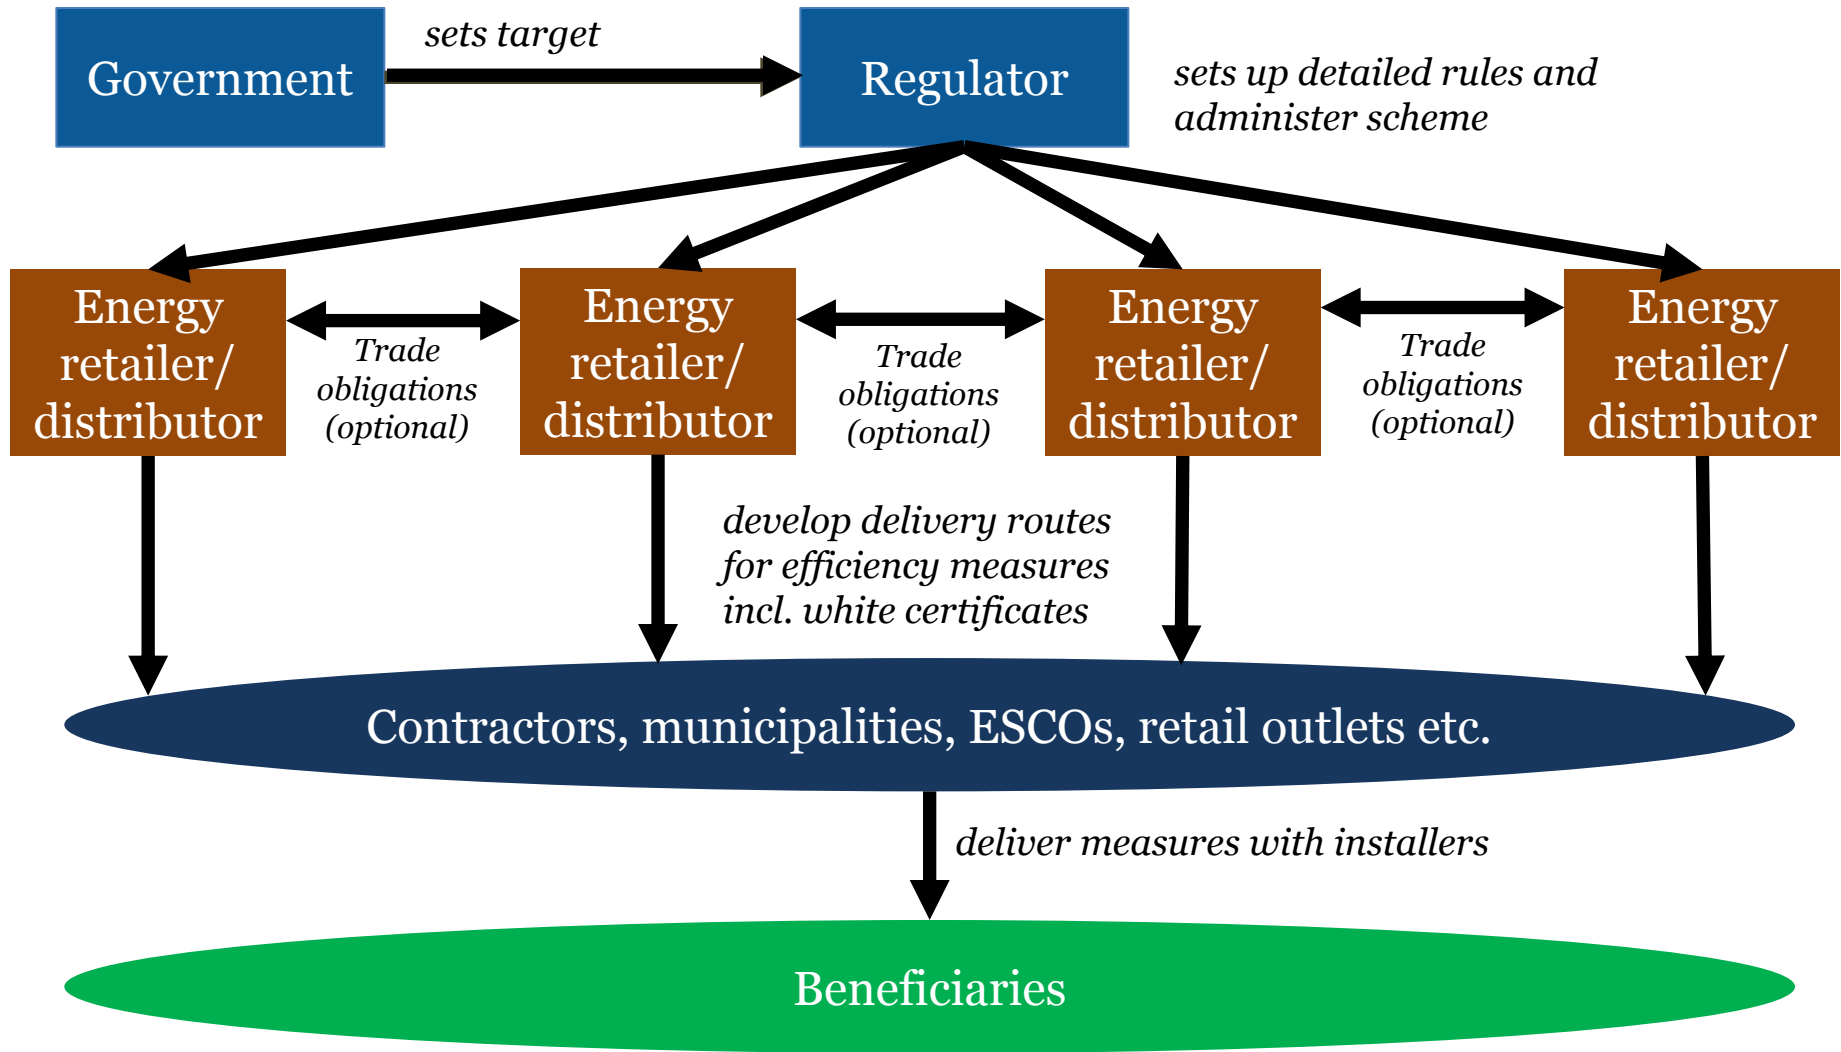 Government
sets target
Regulator
sets up detailed rules and
administer scheme
Energy
retailer/
distributor
Trade
obligations
(optional)
Energy
retailer/
distributor
Trade
obligations
(optional)
Energy
retailer/
distributor
Trade
obligations
(optional)
Energy
retailer/
distributor
develop delivery routes
for efficiency measures
incl. white certificates
Contractors, municipalities, ESCOs, retail outlets etc.
deliver measures with installers
Beneficiaries